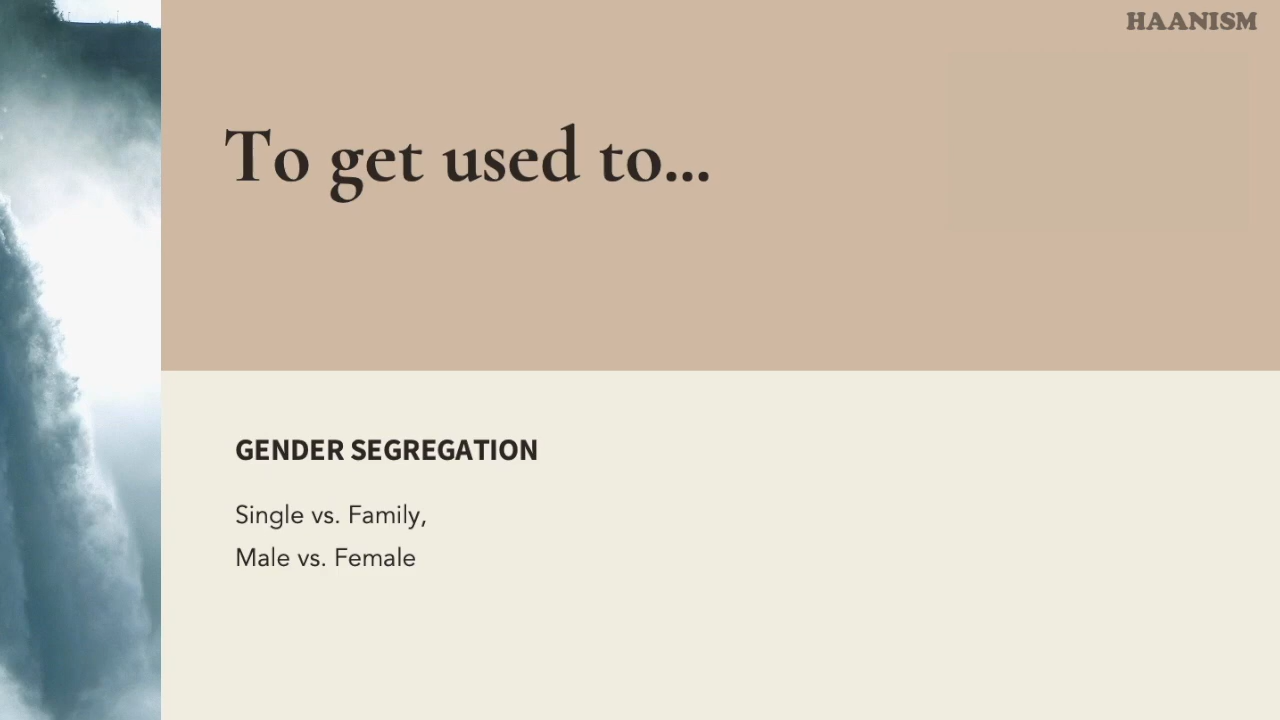 HAANISM
To get used to...
GENDER SEGREGATION
Single vs. Family,
Male vs. Female